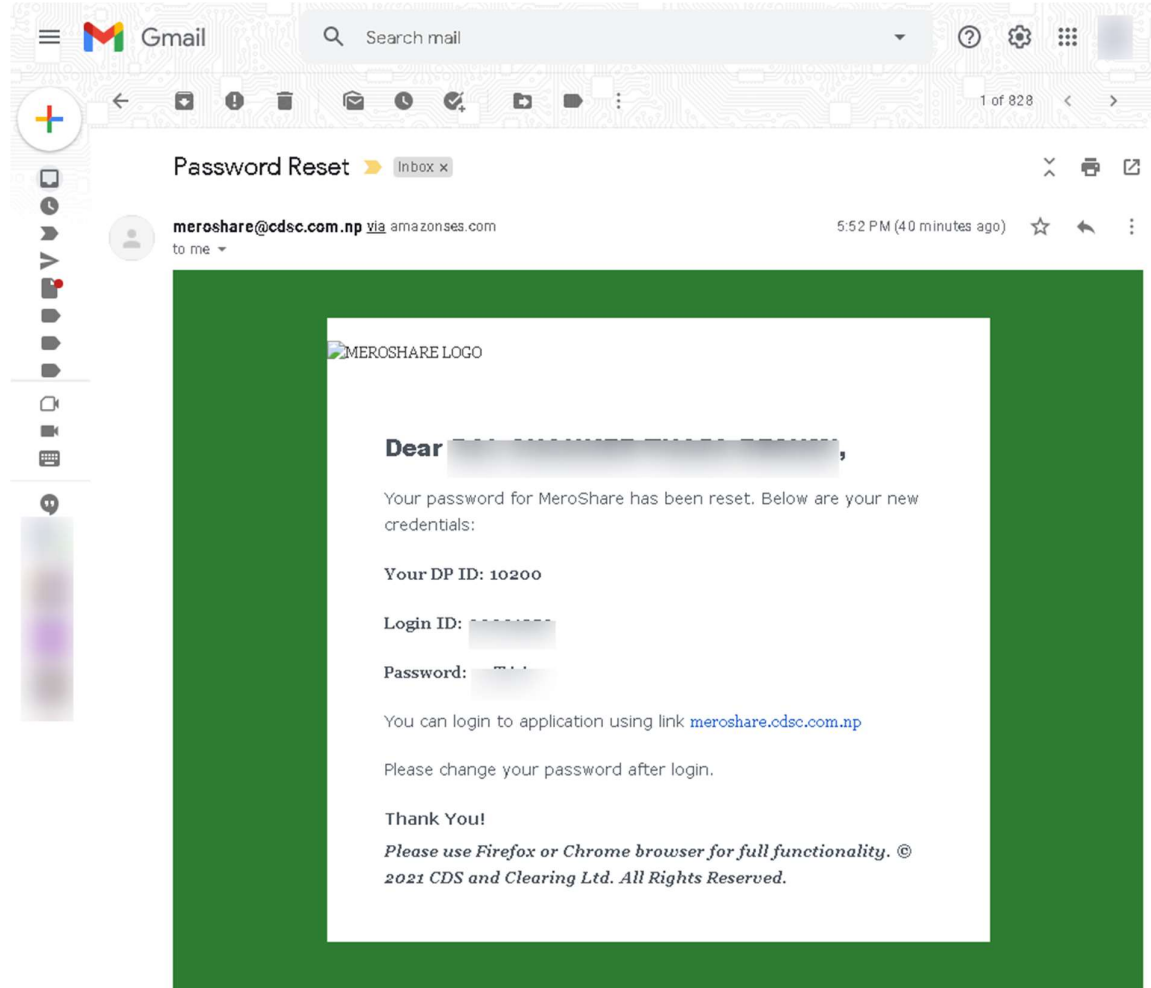 Gmail
Search mail
1 of 828
Password Reset Inbox ×
meroshare@cdsc.com.np via amazonses.com 5:52 PM (40 minutes ago)
to me
MEROSHARE LOGO
Dear ,
Your password for MeroShare has been reset. Below are your new
credentials:
Your DP ID: 10200
Login ID:
Password:
You can login to application using link meroshare.cdsc.com.np
Please change your password after login.
Thank You!
Please use Firefox or Chrome browser for full functionality. ©
2021 CDS and Clearing Ltd. All Rights Reserved.